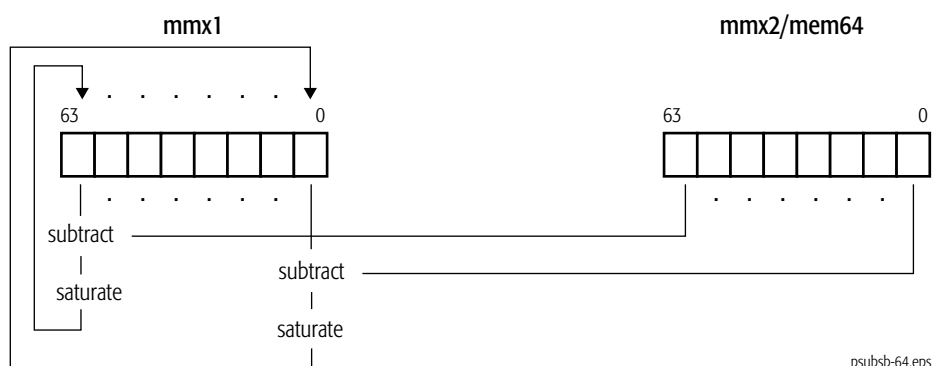 mmx1 mmx2/mem64
. . . . . .
63 0 63 0
. . . . . . . . . . . .
subtract
subtract
saturate
saturate
psubsb-64.eps